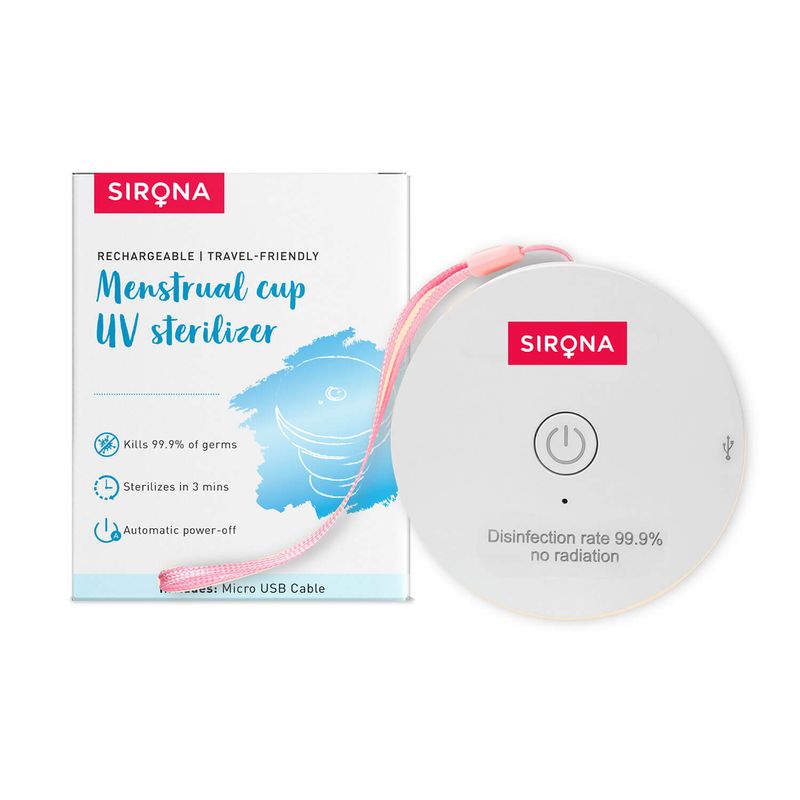 SIRONA
RECHARGEABLE | TRAVEL-FRIENDLY
Menstrual cup
UV sterilizer
Kills 99.9% of germs
Sterilizes in 3 mins
A
Automatic power-off
Includes: Micro USB Cable
SIRONA
Disinfection rate 99.9%
no radiation